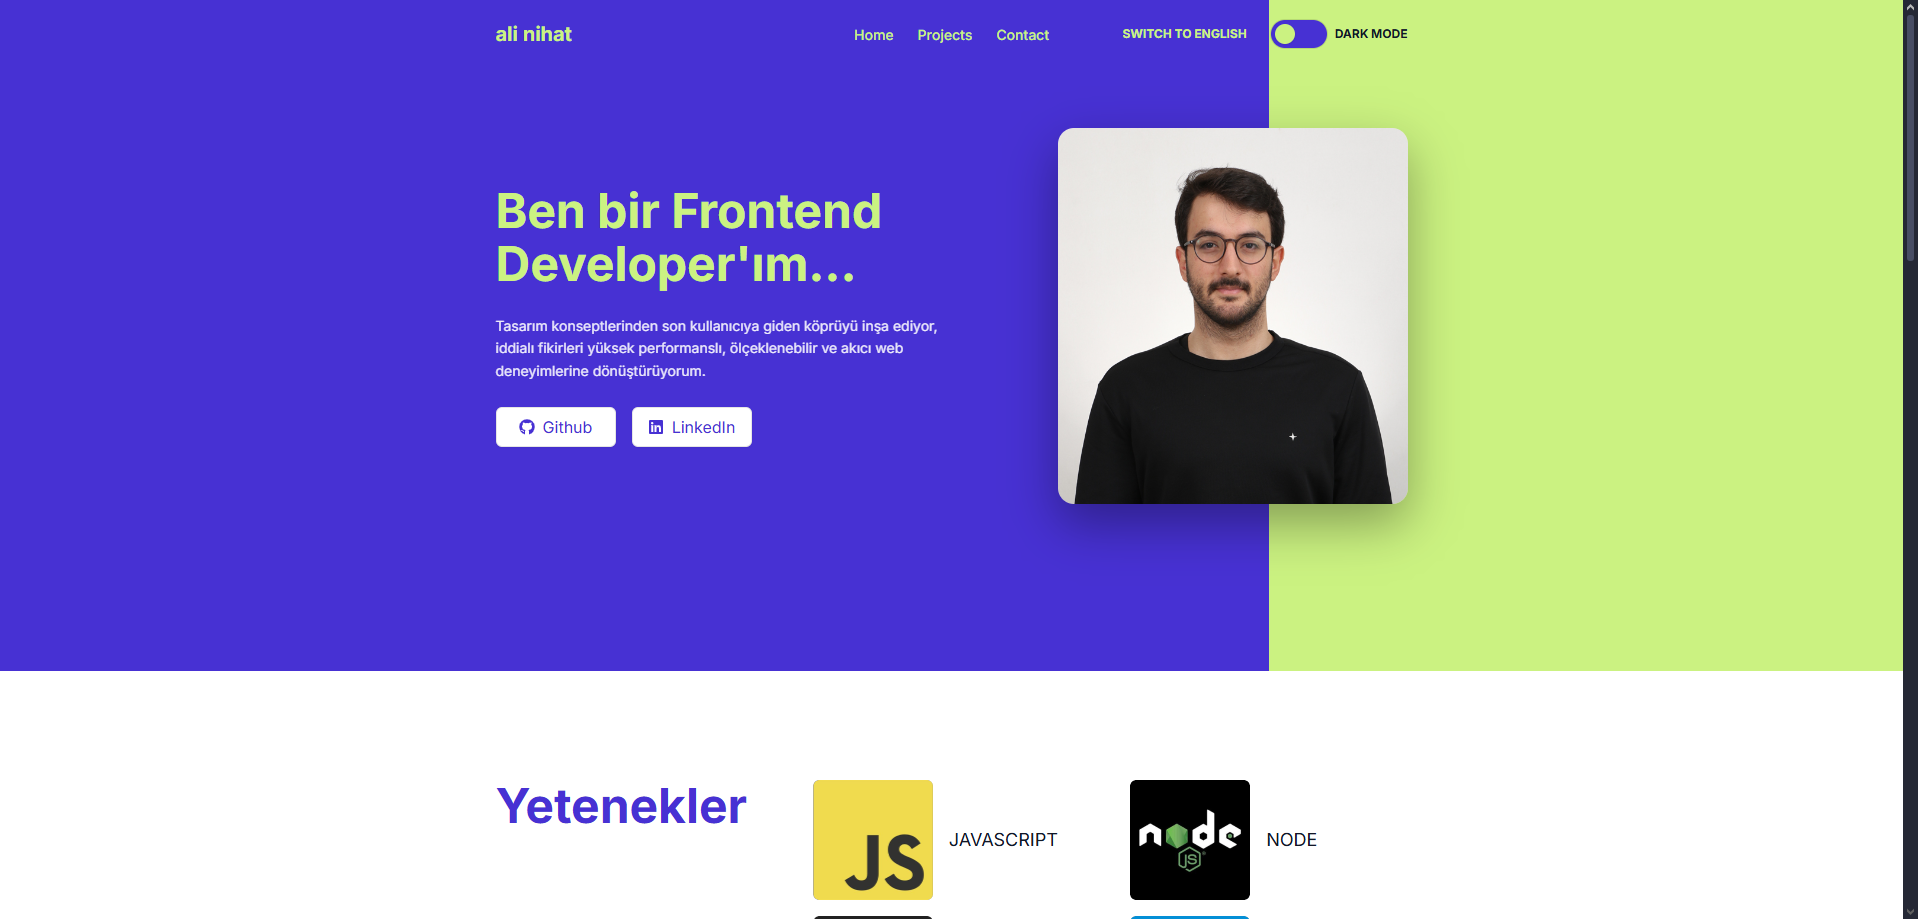 ali nihat
Home Projects Contact SWITCH TO ENGLISH DARK MODE
Ben bir Frontend
Developer'ım...
Tasarım konseptlerinden son kullanıcıya giden köprüyü inşa ediyor,
iddialı fikirleri yüksek performanslı, ölçeklenebilir ve akıcı web
deneyimlerine dönüştürüyorum.
Github LinkedIn
Yetenekler
JS JAVASCRIPT
node JS NODE